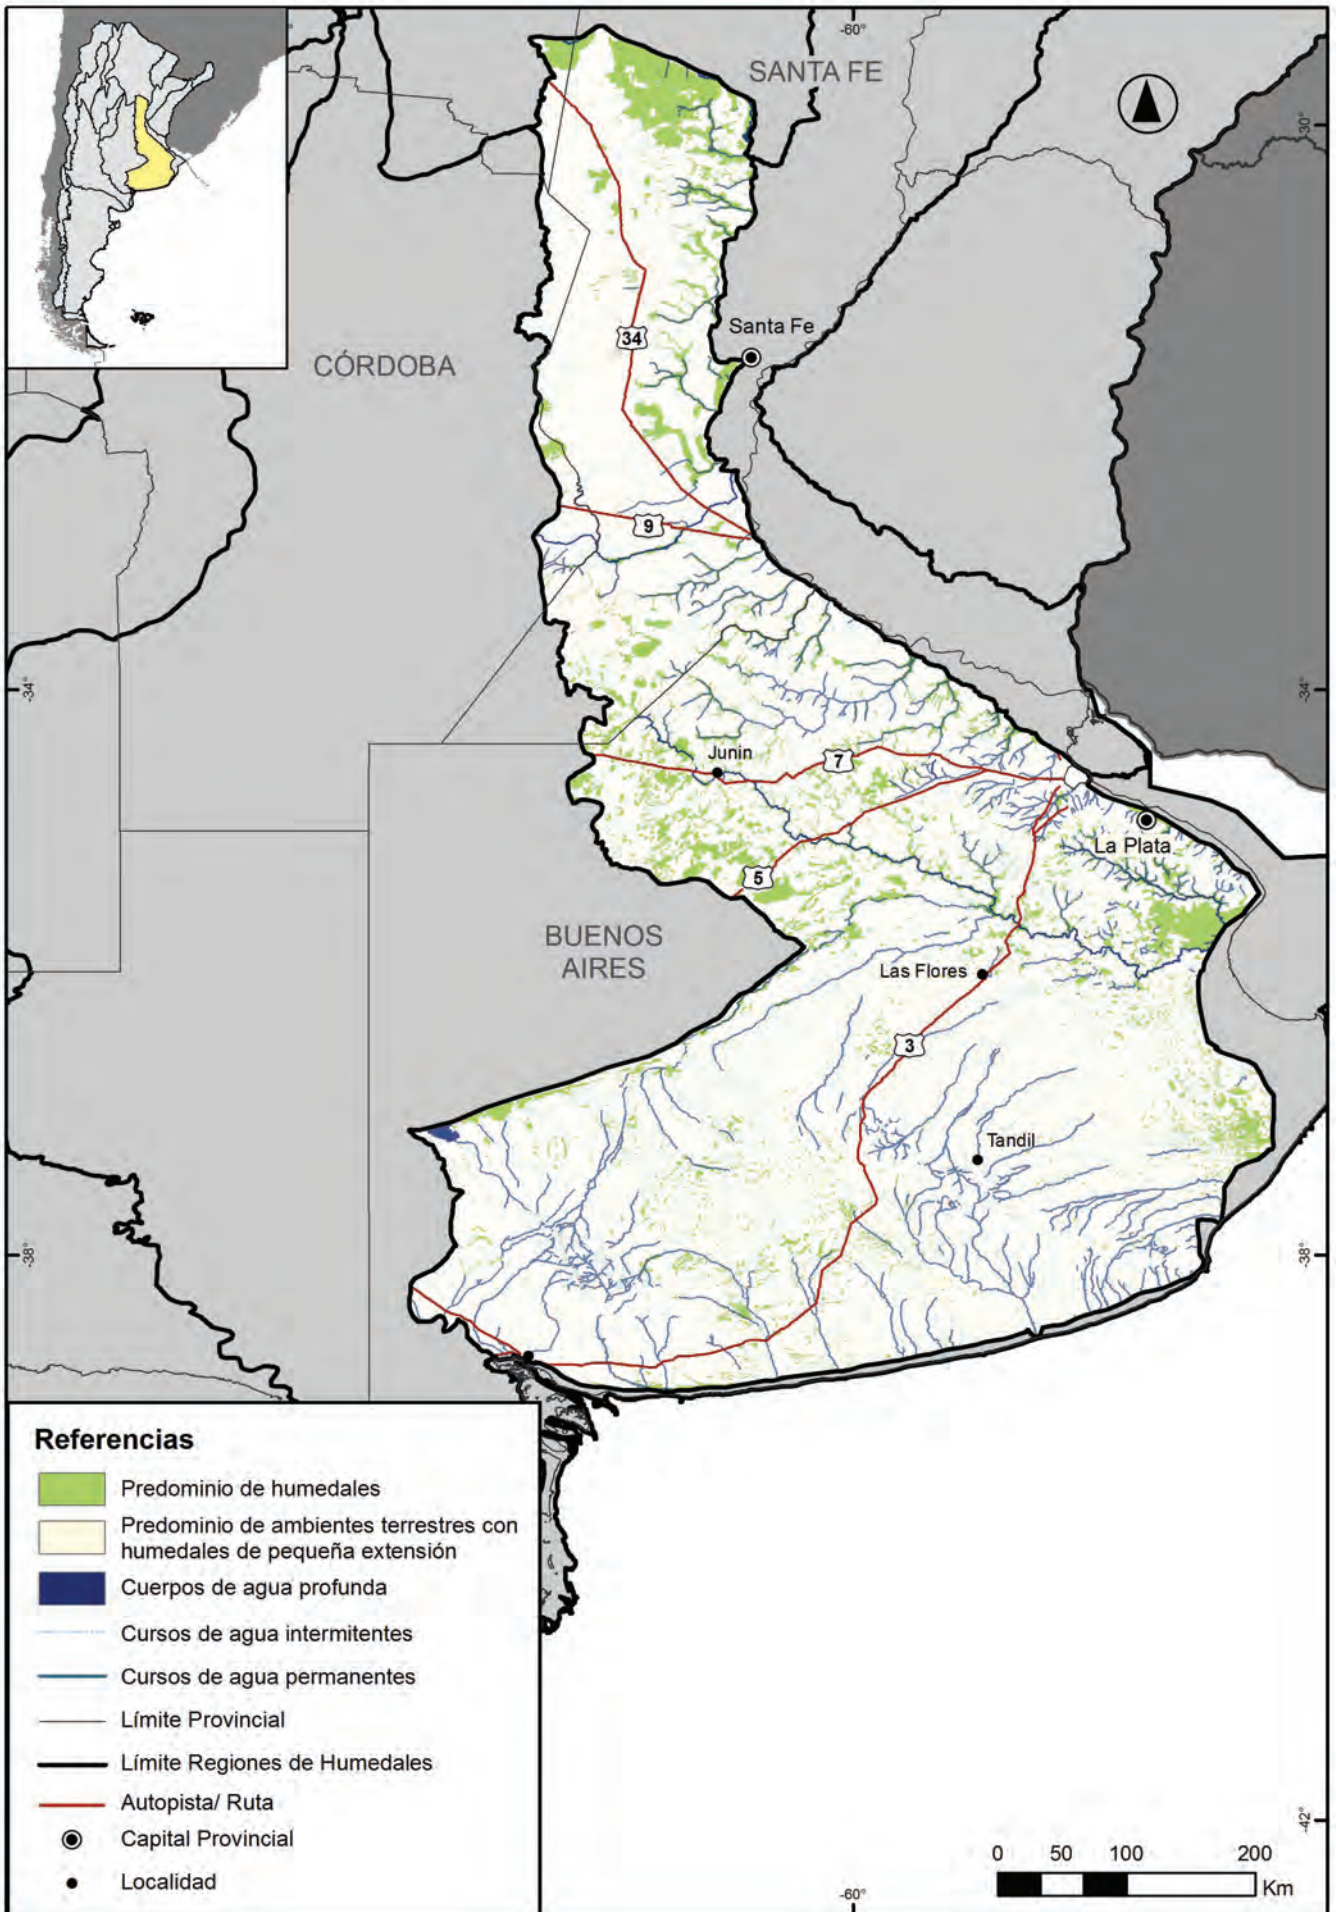 -60°
SANTA FE
-30°
Santa Fe
34
CÓRDOBA
9
-34°
-34°
Junin
7
La Plata
5
BUENOS
AIRES
Las Flores
3
Tandil
-38°
-38°
Referencias
Predominio de humedales
Predominio de ambientes terrestres con
humedales de pequeña extensión
Cuerpos de agua profunda
Cursos de agua intermitentes
Cursos de agua permanentes
Límite Provincial
Límite Regiones de Humedales
Autopista/ Ruta
Capital Provincial
Localidad
-42°
0 50 100 200
Km
-60°